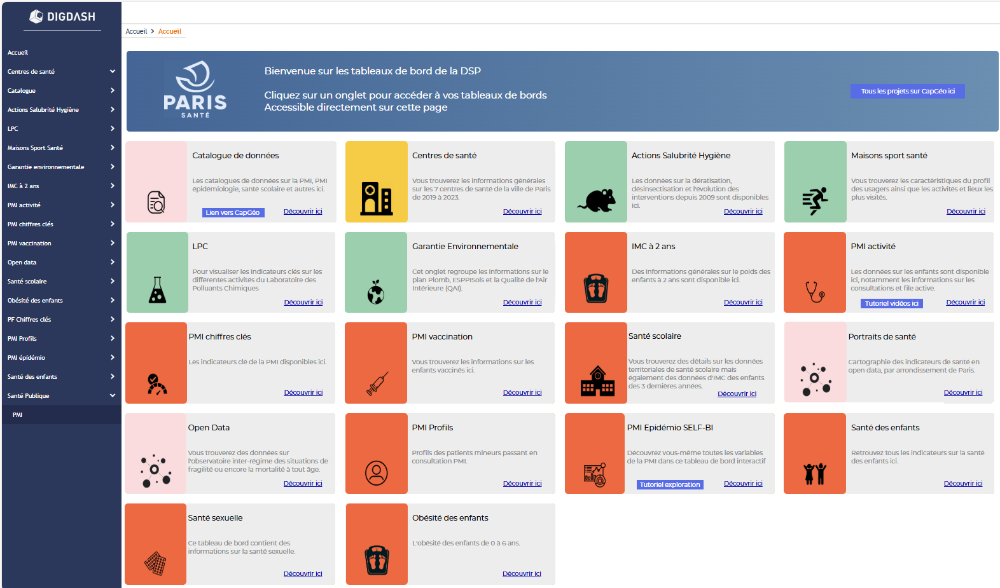 DIGDASH
Accueil
Centres de santé
Catalogue
Actions Salubrité Hygiène
LPC
Maisons Sport Santé
Garantie environnementale
IMC à 2 ans
PMI activité
PMI chiffres clés
PMI vaccination
Open data
Santé scolaire
Obésité des enfants
PF Chiffres clés
PMI Profils
PMI épidémio
Santé des enfants
Santé Publique
PMI
Accueil > Accueil
PARIS
SANTÉ
Bienvenue sur les tableaux de bord de la DSP
Cliquez sur un onglet pour accéder à vos tableaux de bords
Accessible directement sur cette page
Tous les projets sur CapGéo ici
Catalogue de données
Les catalogues de données sur la PMI, PMI
épidémiologie, santé scolaire et autres ici.
Lien vers CapGéo
Découvrir ici
Centres de santé
Vous trouverez les informations générales
sur les 7 centres de santé de la ville de Paris
de 2019 à 2023.
Découvrir ici
Actions Salubrité Hygiène
Les données sur la dératisation,
désinsectisation et l'évolution des
interventions depuis 2009 sont disponibles
ici.
Découvrir ici
Maisons sport santé
Vous trouverez les caractéristiques du profil
des usagers ainsi que les activités et lieux les
plus visités.
Découvrir ici
LPC
Pour visualiser les indicateurs clés sur les
différentes activités du Laboratoire des
Polluants Chimiques
Découvrir ici
Garantie Environnementale
Cet onglet regroupe les informations sur le
plan Plomb, ESPPISols et la Qualité de l'Air
Intérieure (QAI).
Découvrir ici
IMC à 2 ans
Des informations générales sur le poids des
enfants à 2 ans sont disponible ici.
Découvrir ici
PMI activité
Les données sur les enfants sont disponible
ici, notamment les informations sur les
consultations et file active.
Tutoriel vidéos ici
Découvrir ici
PMI chiffres clés
Les indicateurs clé de la PMI disponibles ici.
Découvrir ici
PMI vaccination
Vous trouverez les informations sur les
enfants vaccinés ici.
Découvrir ici
Santé scolaire
Vous trouverez des détails sur les données
territoriales de santé scolaire mais
également des données d'IMC des enfants
des 3 dernières années.
Découvrir ici
Portraits de santé
Cartographie des indicateurs de santé en
open data, par arrondissement de Paris.
Découvrir ici
Open Data
Vous trouverez des données sur
l'observatoire inter-régime des situations de
fragilité ou encore la mortalité à tout âge.
Découvrir ici
PMI Profils
Profils des patients mineurs passant en
consultation PMI.
Découvrir ici
PMI Epidémio SELF-BI
Découvrez vous-même toutes les variables
de la PMI dans ce tableau de bord interactif
Tutoriel exploration
Découvrir ici
Santé des enfants
Retrouvez tous les indicateurs sur la santé
des enfants ici.
Découvrir ici
Santé sexuelle
Ce tableau de bord contient des
informations sur la santé sexuelle.
Découvrir ici
Obésité des enfants
L'obésité des enfants de 0 à 6 ans.
Découvrir ici